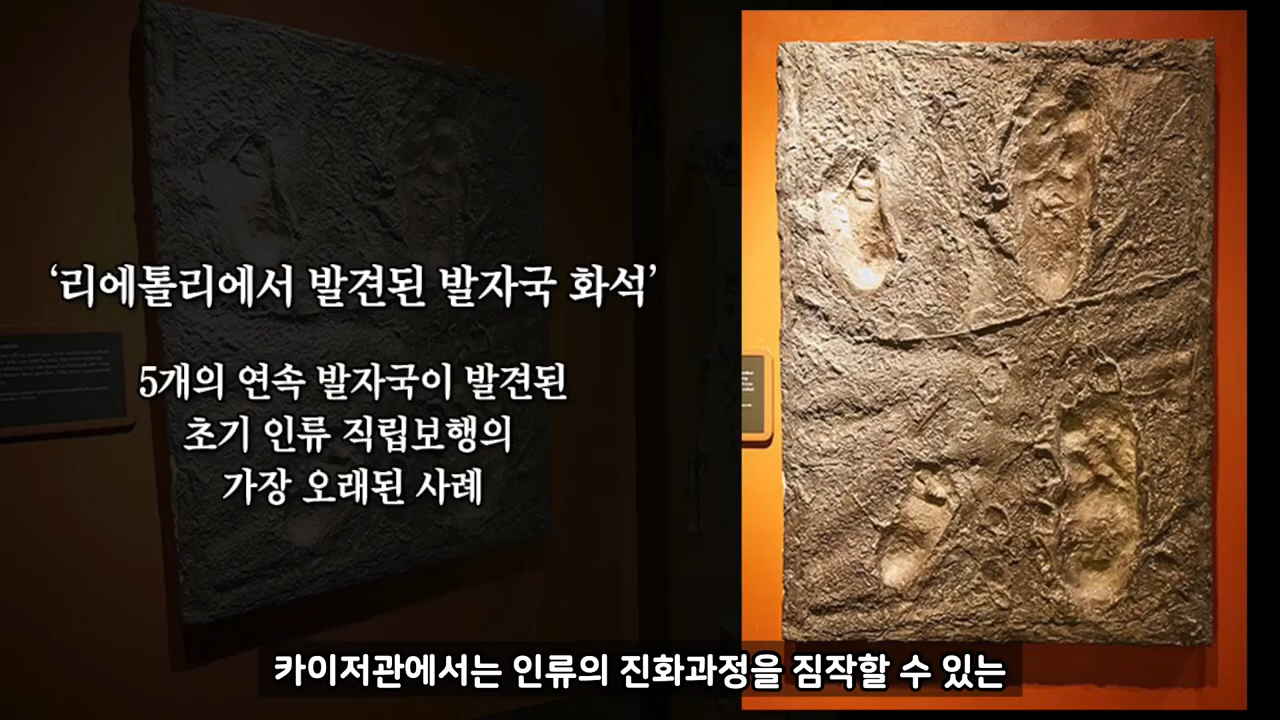 ‘리에톨리에서 발견된 발자국 화석’
5개의 연속 발자국이 발견된
초기 인류 직립보행의
가장 오래된 사례
카이저관에서는 인류의 진화과정을 짐작할 수 있는